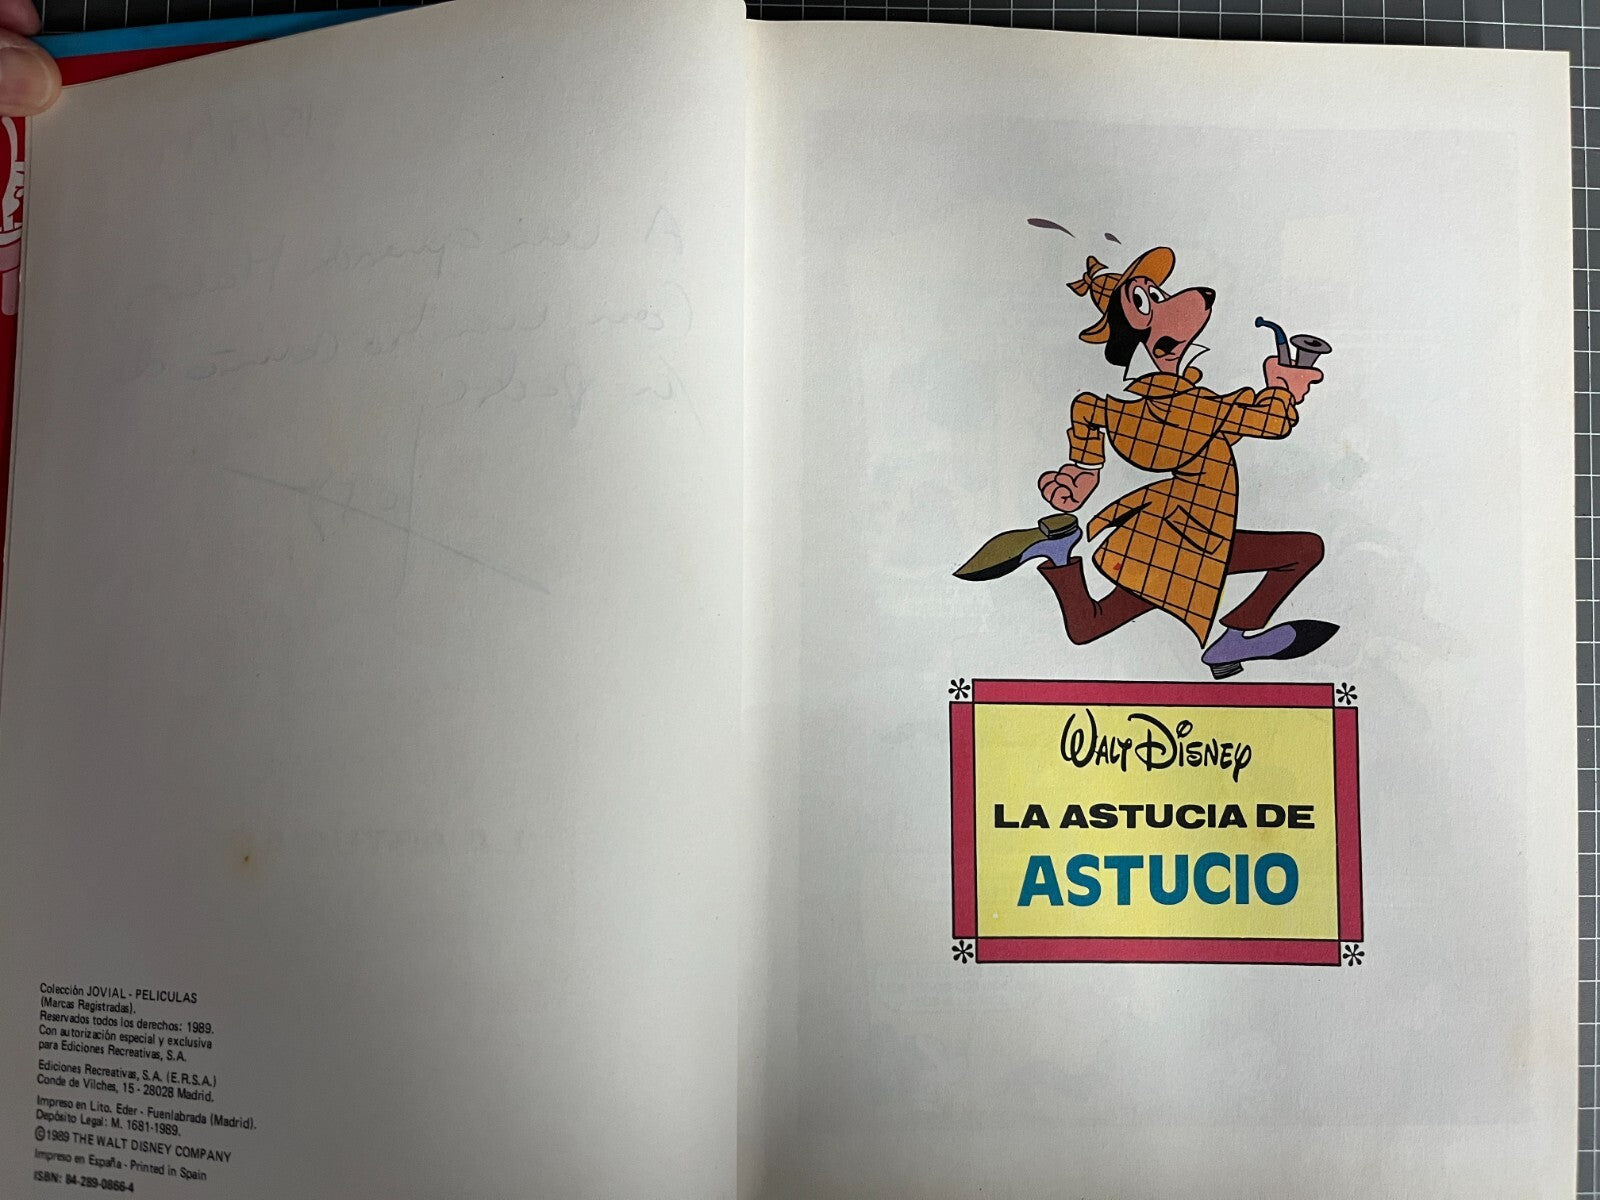 Colección JOVIAL - PELICULAS
(Marcas Registradas).
Reservados todos los derechos: 1989.
Con autorización especial y exclusiva
para Ediciones Recreativas, S.A.
Ediciones Recreativas, S.A. (E.R.S.A.)
Conde de Vilches, 15 - 28028 Madrid.
Impreso en Lito. Eder - Fuenlabrada (Madrid).
Depósito Legal: M. 1681-1989.
©1989 THE WALT DISNEY COMPANY
Impreso en España - Printed in Spain
ISBN: 84-289-0866-4
WALT DISNEY
LA ASTUCIA DE
ASTUCIO